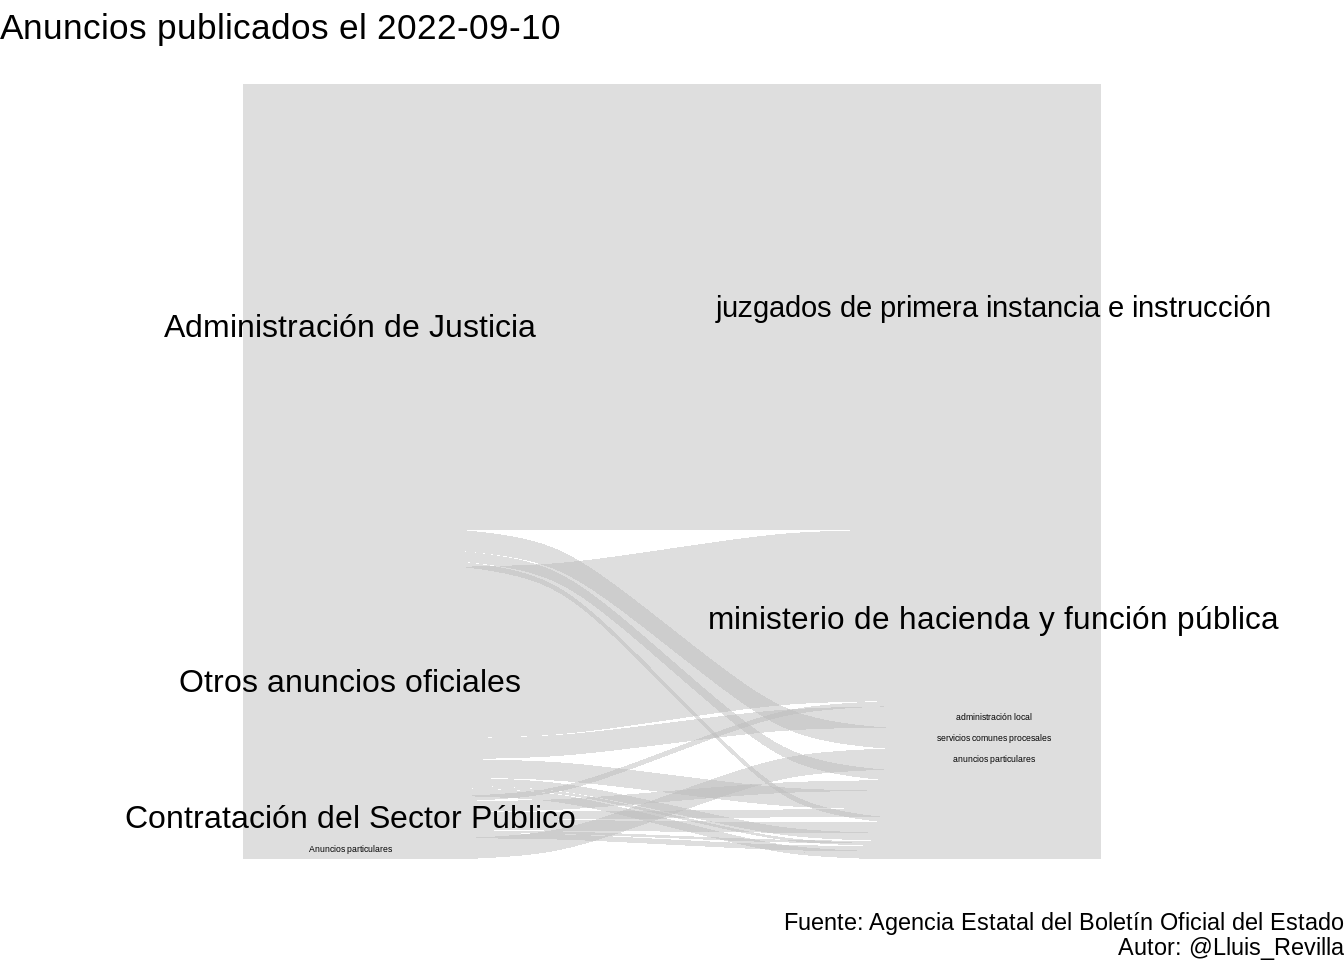 Anuncios publicados el 2022-09-10
juzgados de primera instancia e instrucción
Administración de Justicia
ministerio de hacienda y función pública
Otros anuncios oficiales
administración local
servicios comunes procesales
anuncios particulares
Contratación del Sector Público
Anuncios particulares
Fuente: Agencia Estatal del Boletín Oficial del Estado
Autor: @Lluis_Revilla